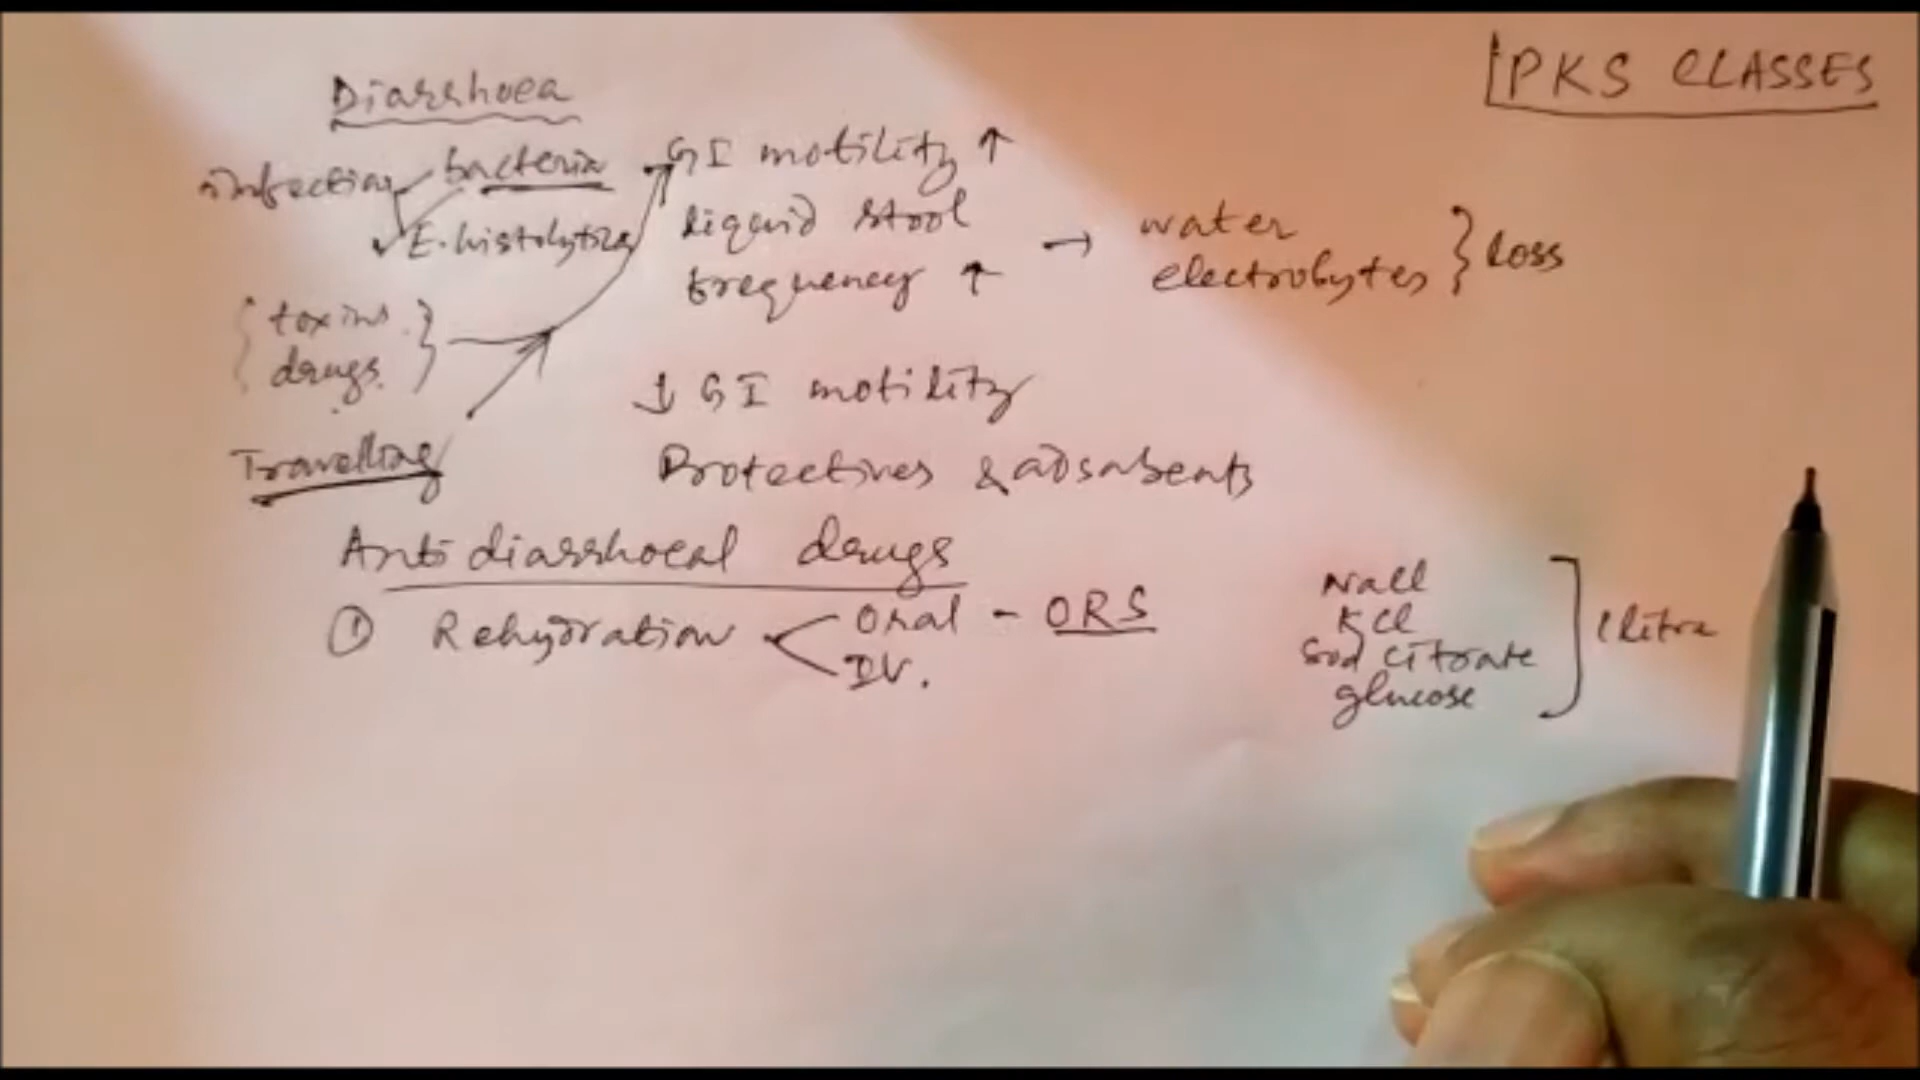 PKS CLASSES
Diarrhoea
infection bacteria
E. histolytica
{ toxins
drugs. }
Travelling
GI motility ↑
liquid stool
frequency ↑ → water
electrolytes } loss
↓ GI motility
Protectives & adsorbents
Antidiarrhoeal drugs
① Rehydration < Oral - ORS
IV.
NaCl
KCl
Sod citrate
glucose
] 1 litre